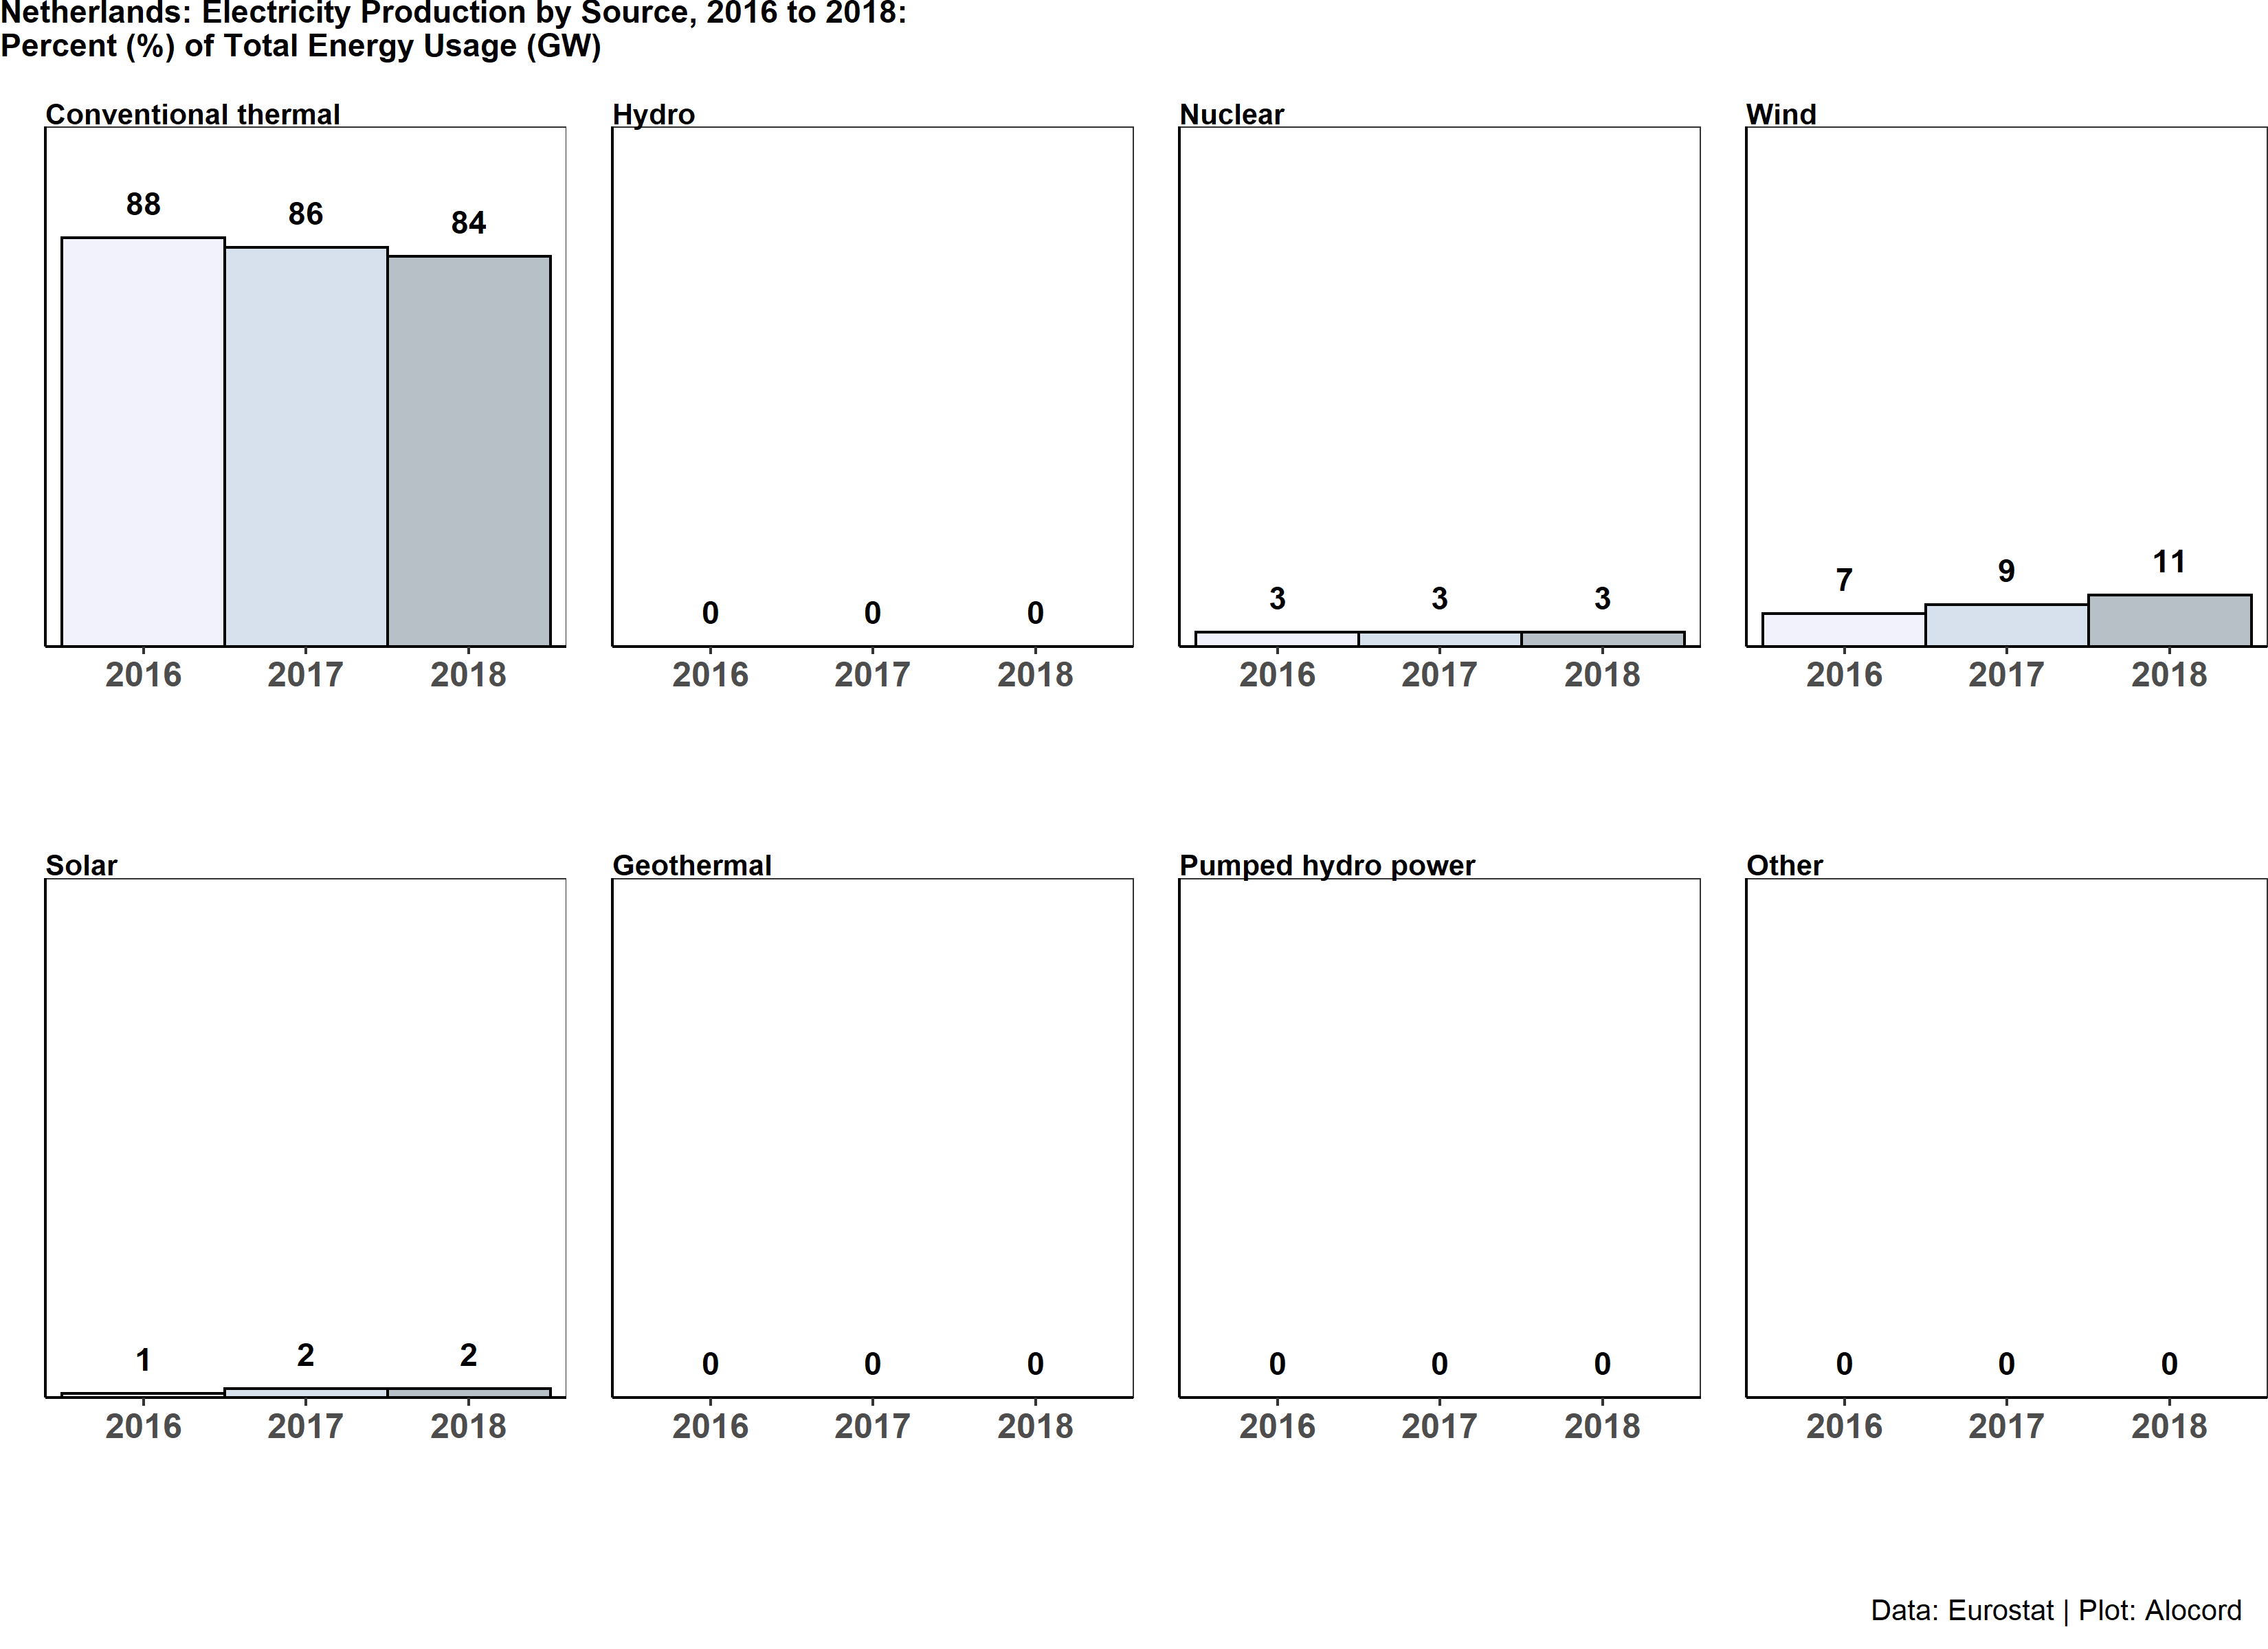 Netherlands: Electricity Production by Source, 2016 to 2018:
Percent (%) of Total Energy Usage (GW)
Conventional thermal
88
86
84
2016 2017 2018
Hydro
0 0 0
2016 2017 2018
Nuclear
3 3 3
2016 2017 2018
Wind
7
9
11
2016 2017 2018
Solar
1 2 2
2016 2017 2018
Geothermal
0 0 0
2016 2017 2018
Pumped hydro power
0 0 0
2016 2017 2018
Other
0 0 0
2016 2017 2018
Data: Eurostat | Plot: Alocord